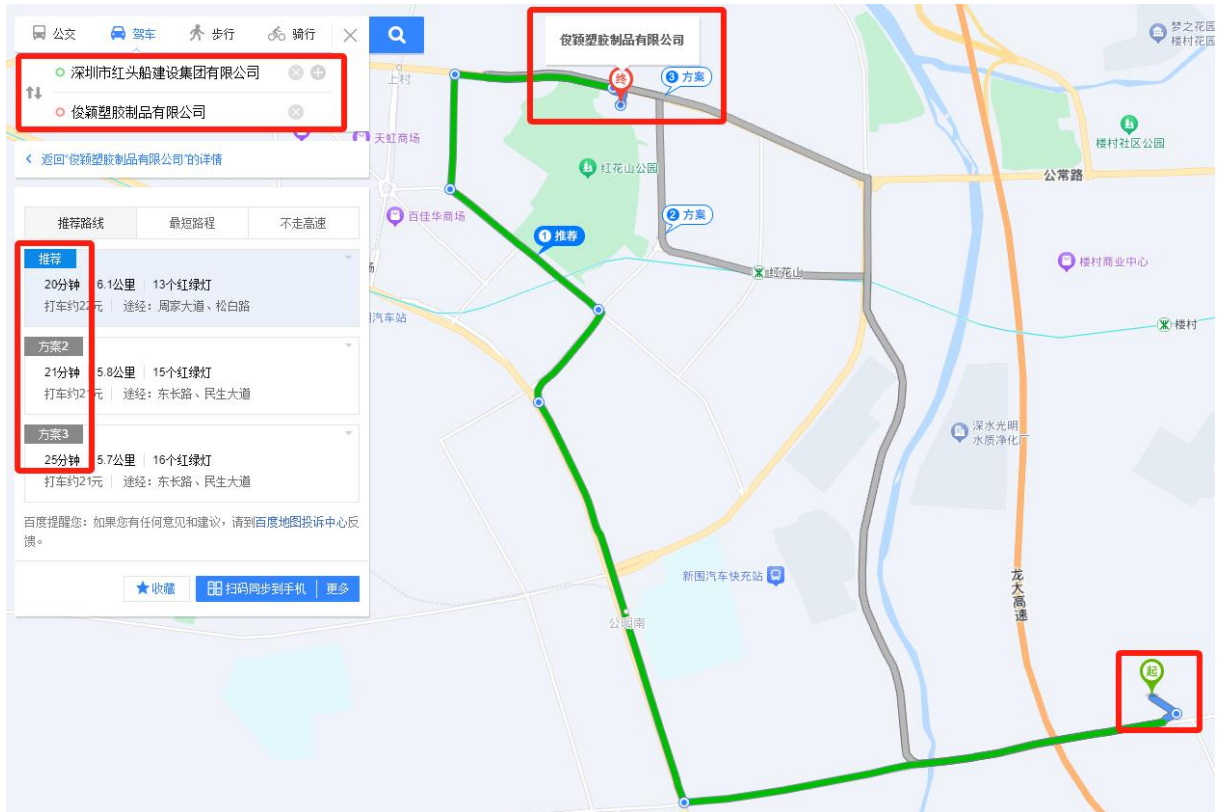 公交
驾车
步行
骑行
深圳市红头船建设集团有限公司
俊颖塑胶制品有限公司
返回"俊颖塑胶制品有限公司"的详情
推荐路线
最短路程
不走高速
推荐
20分钟 6.1公里 13个红绿灯
打车约22元 途经：周家大道、松白路
方案2
21分钟 5.8公里 15个红绿灯
打车约21元 途经：东长路、民生大道
方案3
25分钟 5.7公里 16个红绿灯
打车约21元 途经：东长路、民生大道
百度提醒您：如果您有任何意见和建议，请到百度地图投诉中心反
馈。
收藏
扫码同步到手机
更多
俊颖塑胶制品有限公司
终
3 方案
上村
天虹商场
红花山公园
百佳华商场
2 方案
1 推荐
红花山
汽车站
梦之花园
楼村花园
楼村社区公园
公常路
楼村商业中心
楼村
深水光明
水质净化厂
新围汽车快充站
公明南
龙大高速
起